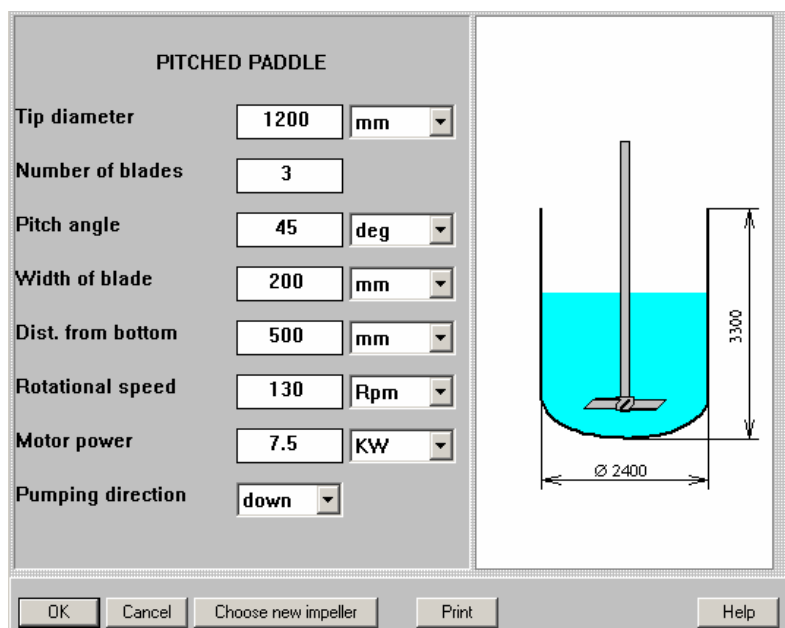 PITCHED PADDLE
Tip diameter 1200 mm
Number of blades 3
Pitch angle 45 deg
Width of blade 200 mm
Dist. from bottom 500 mm
Rotational speed 130 Rpm
Motor power 7.5 KW
Pumping direction down
3300
Ø 2400
OK Cancel Choose new impeller Print Help